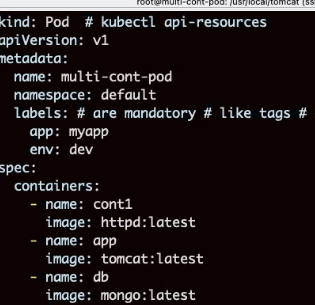 root@multi-cont-pod: /usr/local/tomcat
kind: Pod  # kubectl api-resources
apiVersion: v1
metadata:
  name: multi-cont-pod
  namespace: default
  labels: # are mandatory # like tags #
    app: myapp
    env: dev
spec:
  containers:
    - name: cont1
      image: httpd:latest
    - name: app
      image: tomcat:latest
    - name: db
      image: mongo:latest